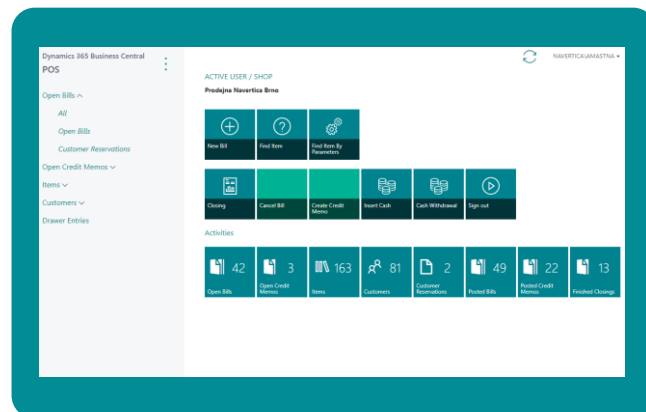 Dynamics 365 Business Central
POS
NAVERTICA\AMASTNA
Open Bills
All
Open Bills
Customer Reservations
Open Credit Memos
Items
Customers
Drawer Entries
ACTIVE USER / SHOP
Prodejna Navertica Brno
New Bill
Find Item
Find Item By
Parameters
Closing
Cancel Bill
Create Credit
Memo
Insert Cash
Cash Withdrawal
Sign out
Activities
42
Open Bills
3
Open Credit
Memos
163
Items
81
Customers
2
Customer
Reservations
49
Posted Bills
22
Posted Credit
Memos
13
Finished Closings